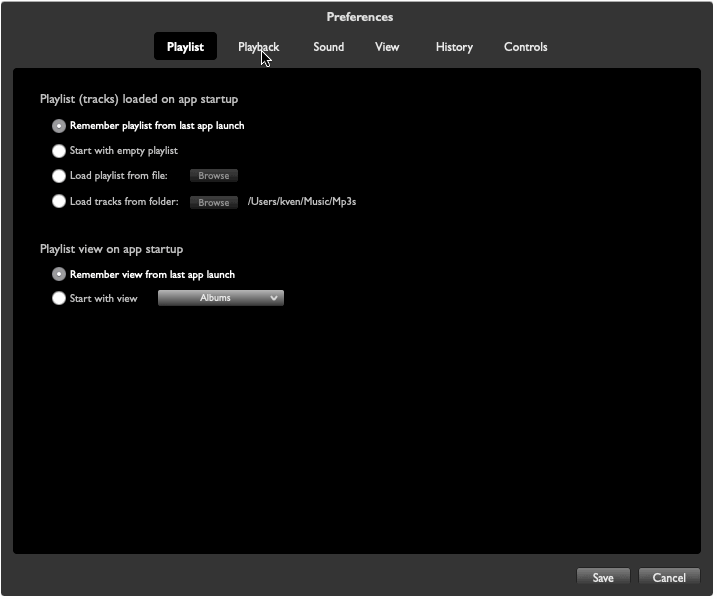 Preferences
Playlist Playback Sound View History Controls
Playlist (tracks) loaded on app startup
Remember playlist from last app launch
Start with empty playlist
Load playlist from file: Browse
Load tracks from folder: Browse /Users/kven/Music/Mp3s
Playlist view on app startup
Remember view from last app launch
Start with view Albums
Save Cancel